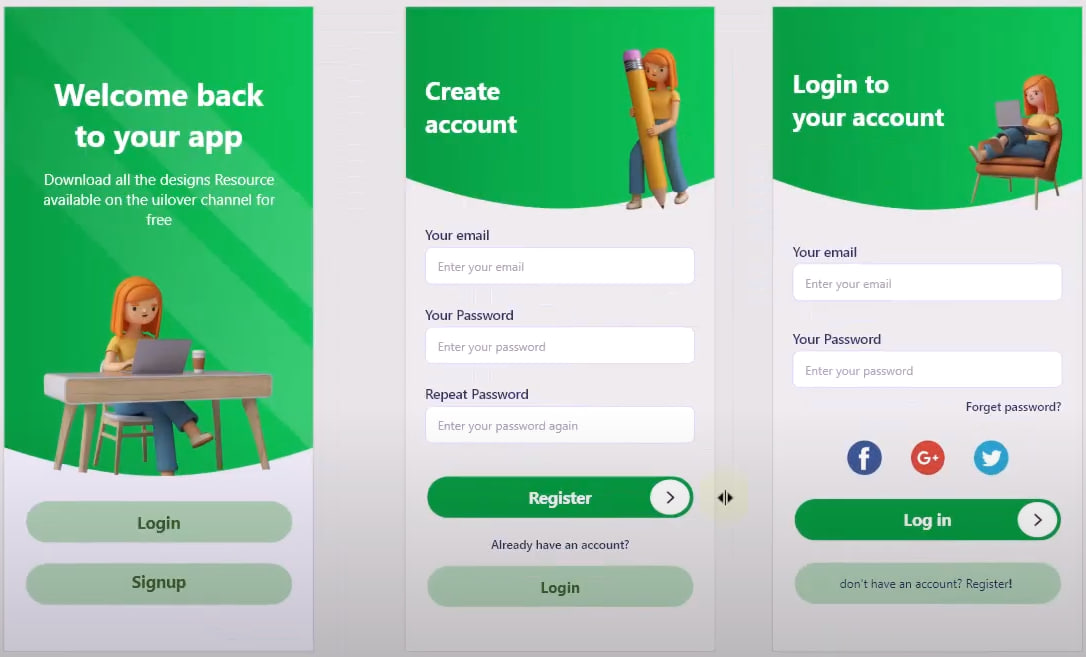 Welcome back
to your app
Download all the designs Resource
available on the uilover channel for
free
Login
Signup
Create
account
Your email
Enter your email
Your Password
Enter your password
Repeat Password
Enter your password again
Register
Already have an account?
Login
Login to
your account
Your email
Enter your email
Your Password
Enter your password
Forget password?
f
G+
Log in
don't have an account? Register!